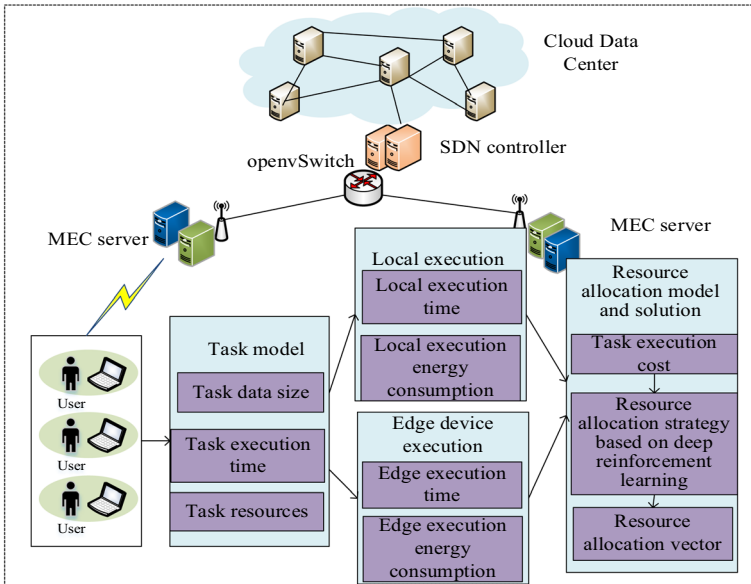 Cloud Data
Center
SDN controller
openvSwitch
MEC server
MEC server
User
User
User
Task model
Task data size
Task execution
time
Task resources
Local execution
Local execution
time
Local execution
energy
consumption
Edge device
execution
Edge execution
time
Edge execution
energy
consumption
Resource
allocation model
and solution
Task execution
cost
Resource
allocation strategy
based on deep
reinforcement
learning
Resource
allocation vector